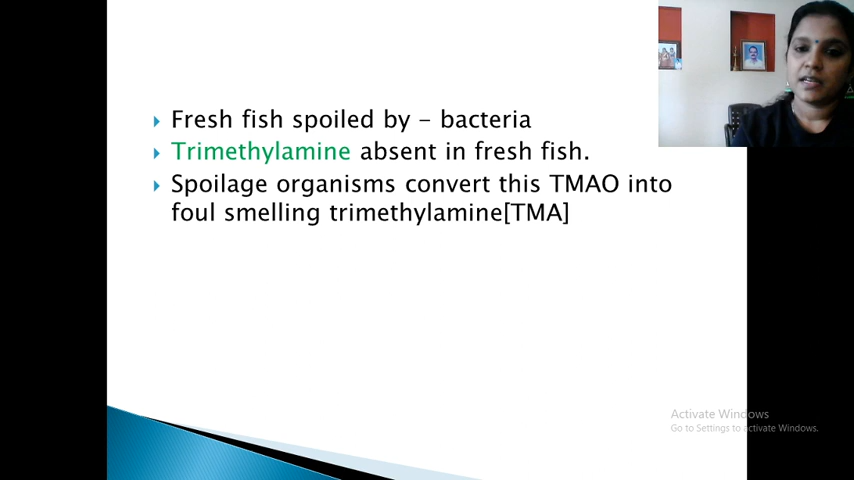 Fresh fish spoiled by – bacteria
Trimethylamine absent in fresh fish.
Spoilage organisms convert this TMAO into
foul smelling trimethylamine[TMA]
Activate Windows
Go to Settings to activate Windows.